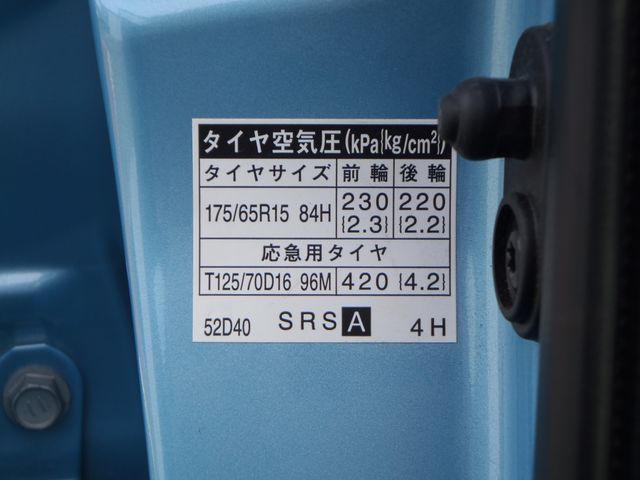 タイヤ空気圧(kPa{kg/cm²})
タイヤサイズ 前輪 後輪
175/65R15 84H 230 {2.3} 220 {2.2}
応急用タイヤ
T125/70D16 96M 420 {4.2}
52D40 SRS A 4H